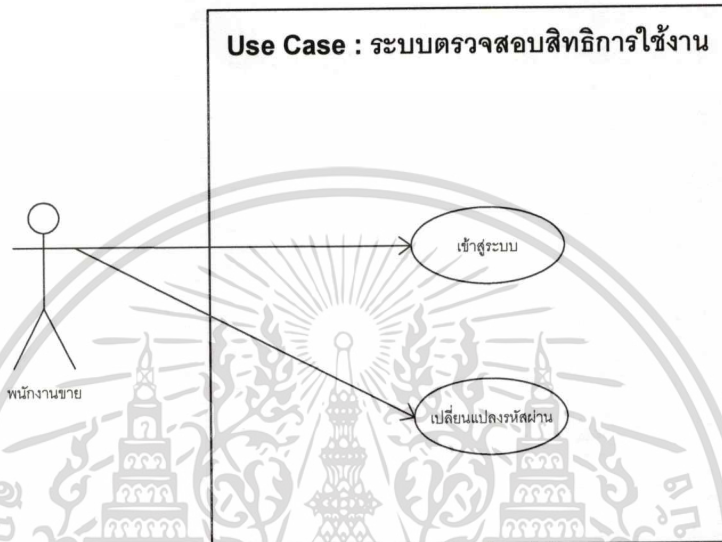 Use Case : ระบบตรวจสอบสิทธิการใช้งาน
เข้าสู่ระบบ
พนักงานขาย
เปลี่ยนแปลงรหัสผ่าน